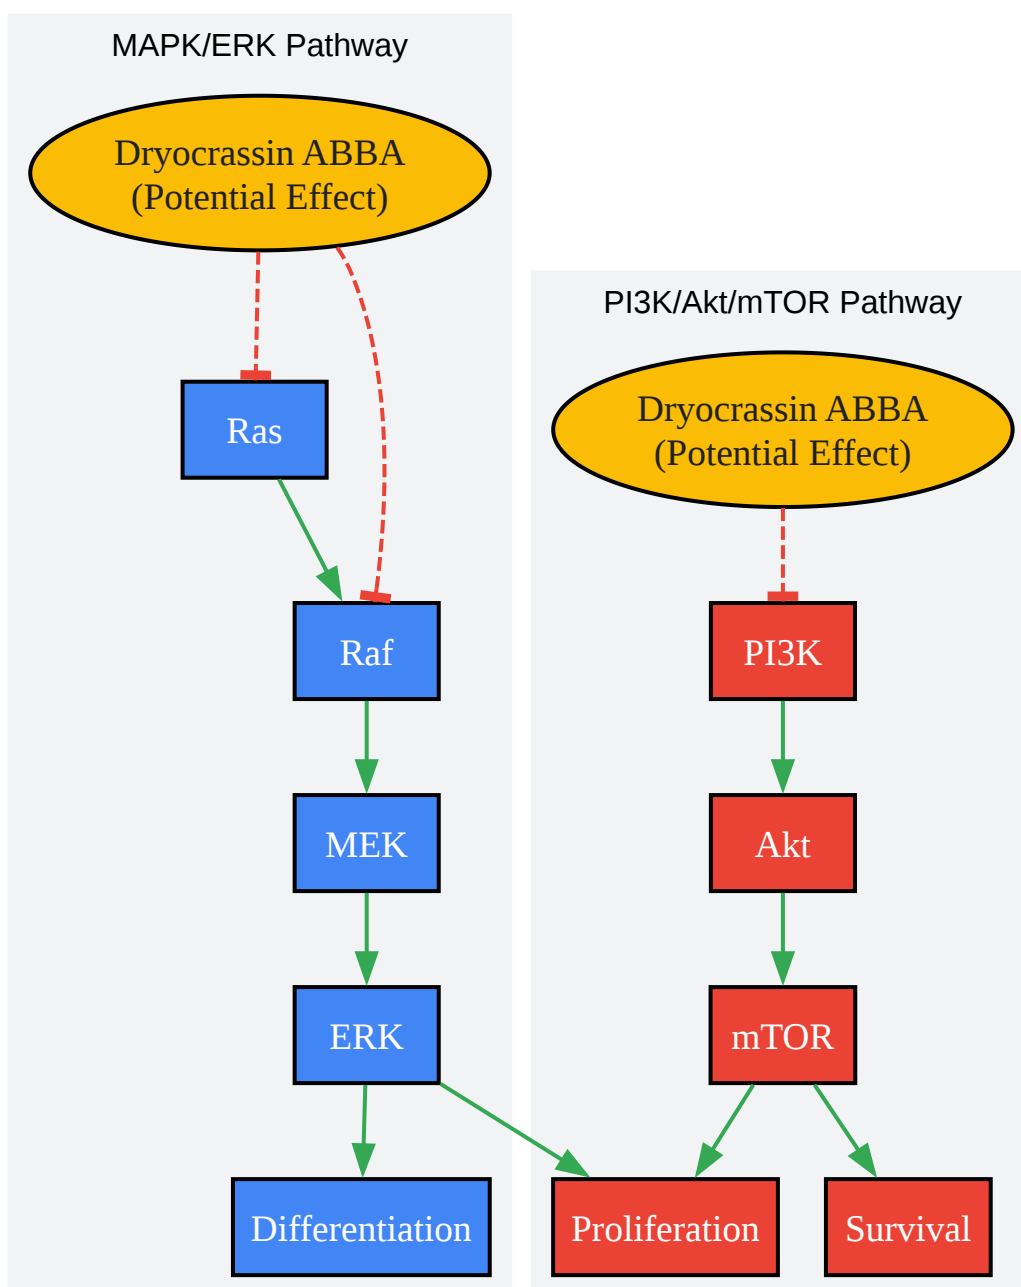 MAPK/ERK Pathway
Dryocrassin ABBA
(Potential Effect)
Ras
Raf
MEK
ERK
Differentiation
PI3K/Akt/mTOR Pathway
Dryocrassin ABBA
(Potential Effect)
PI3K
Akt
mTOR
Proliferation
Survival